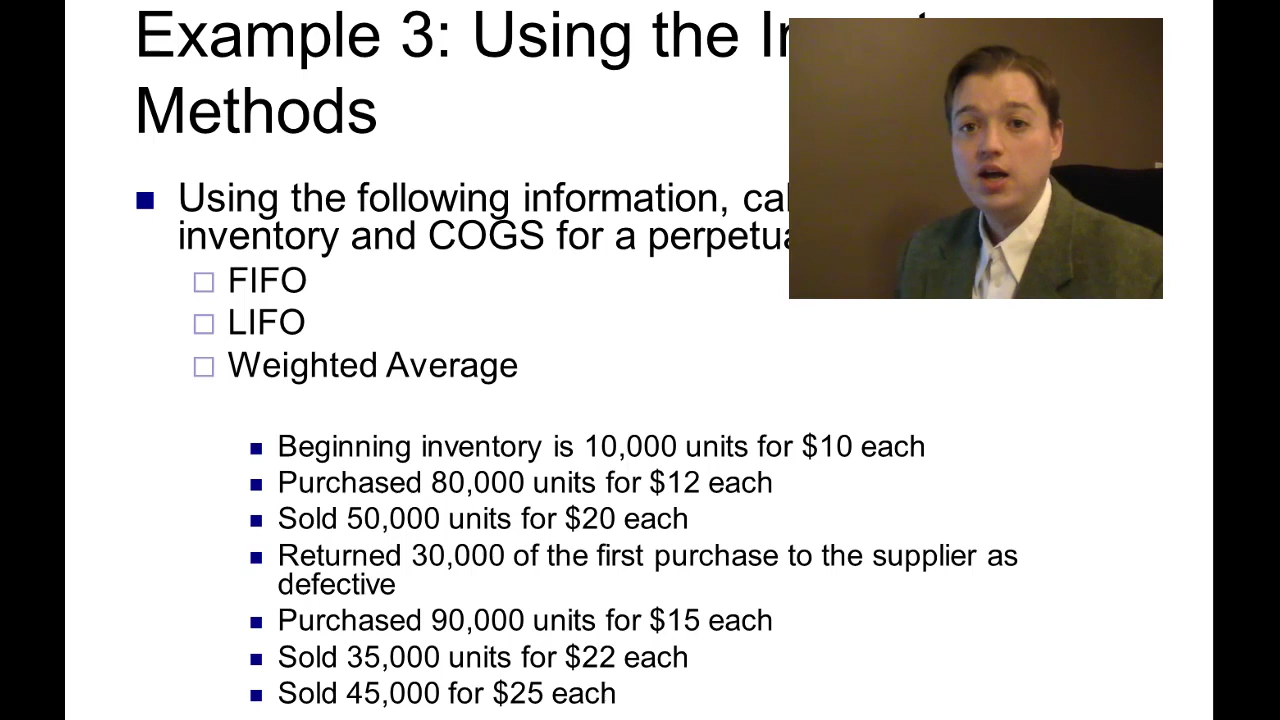 Example 3: Using the
Methods
Using the following information,
inventory and COGS for a
FIFO
LIFO
Weighted Average
Beginning inventory is 10,000 units for $10 each
Purchased 80,000 units for $12 each
Sold 50,000 units for $20 each
Returned 30,000 of the first purchase to the supplier as
defective
Purchased 90,000 units for $15 each
Sold 35,000 units for $22 each
Sold 45,000 for $25 each